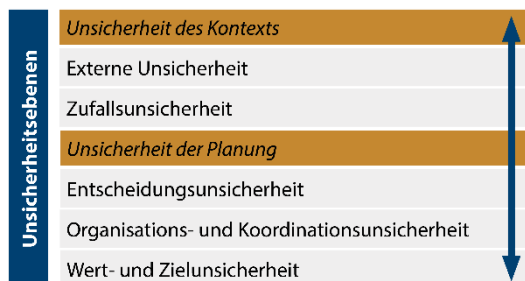 Unsicherheitsebenen
Unsicherheit des Kontexts
Externe Unsicherheit
Zufallsunsicherheit
Unsicherheit der Planung
Entscheidungsunsicherheit
Organisations- und Koordinationsunsicherheit
Wert- und Zielunsicherheit